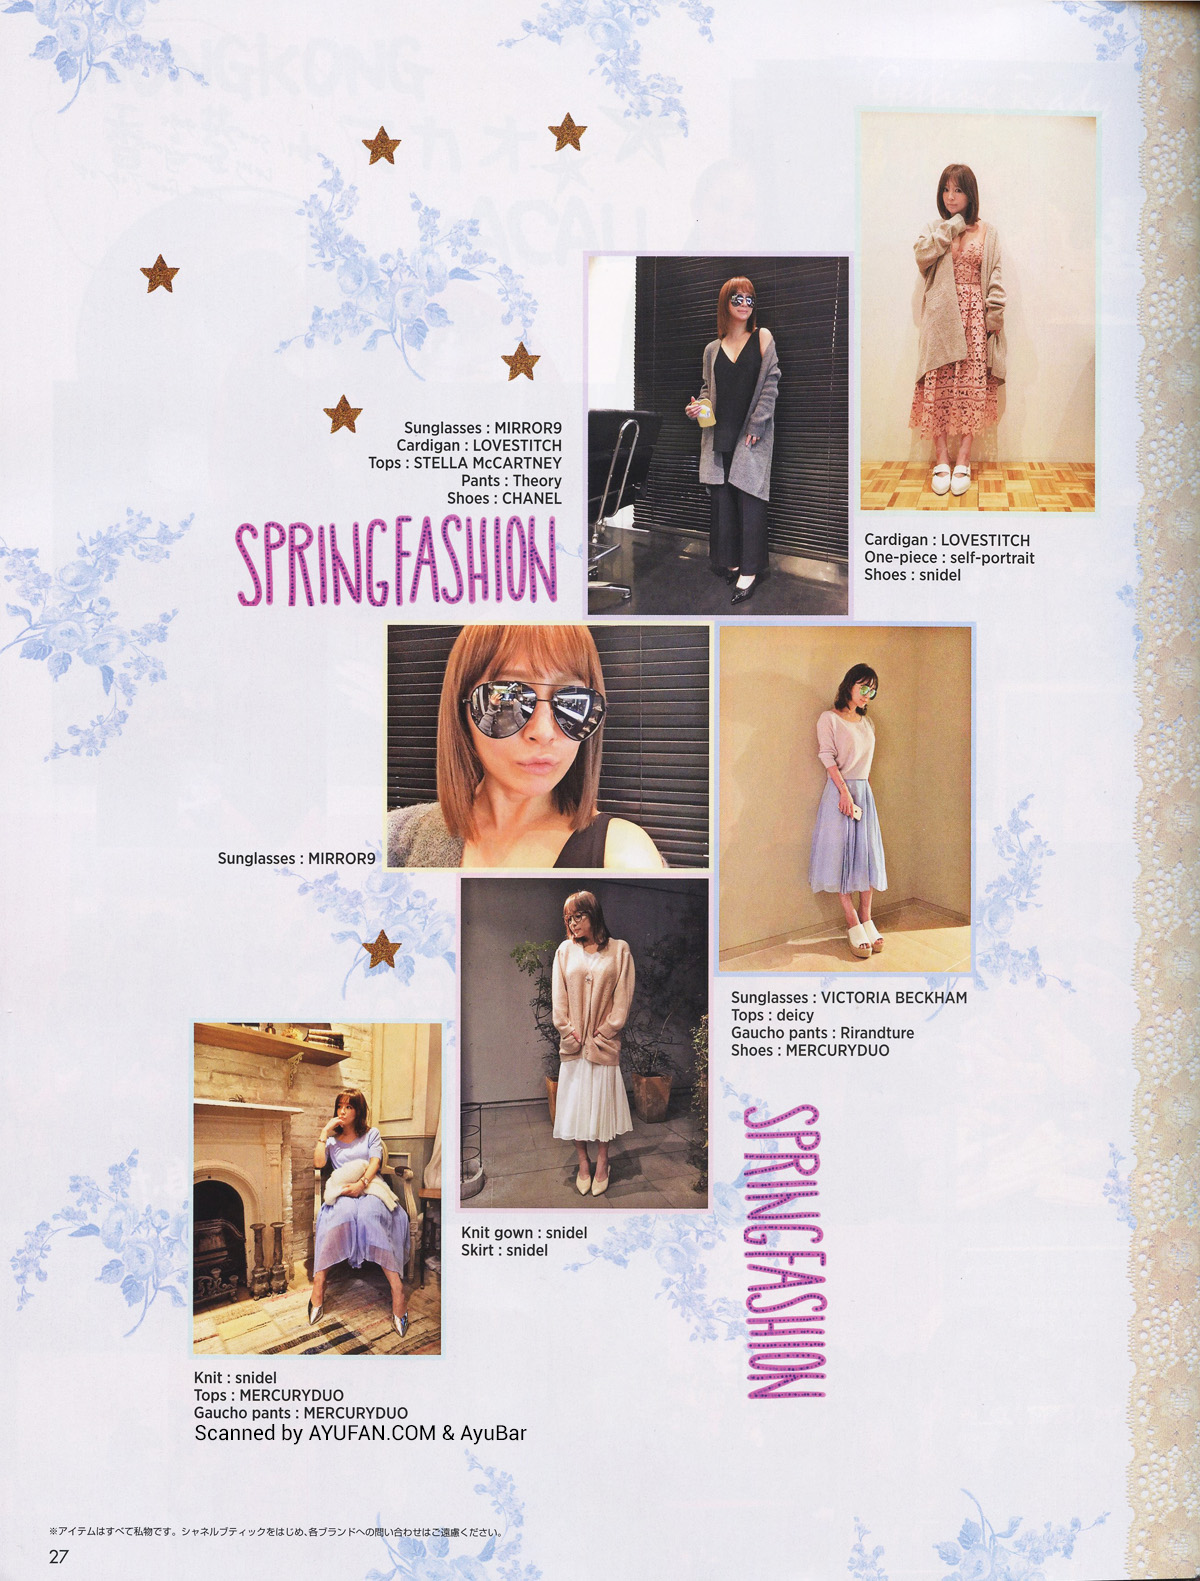 Sunglasses : MIRROR9
Cardigan : LOVESTITCH
Tops : STELLA McCARTNEY
Pants : Theory
Shoes : CHANEL
SPRING FASHION
Cardigan : LOVESTITCH
One-piece : self-portrait
Shoes : snidel
Sunglasses : MIRROR9
Sunglasses : VICTORIA BECKHAM
Tops : deicy
Gaucho pants : Rirandture
Shoes : MERCURYDUO
SPRING FASHION
Knit gown : snidel
Skirt : snidel
Knit : snidel
Tops : MERCURYDUO
Gaucho pants : MERCURYDUO
Scanned by AYUFAN.COM & AyuBar
※アイテムはすべて私物です。シャネルブティックをはじめ、各ブランドへの問い合わせはご遠慮ください。
27